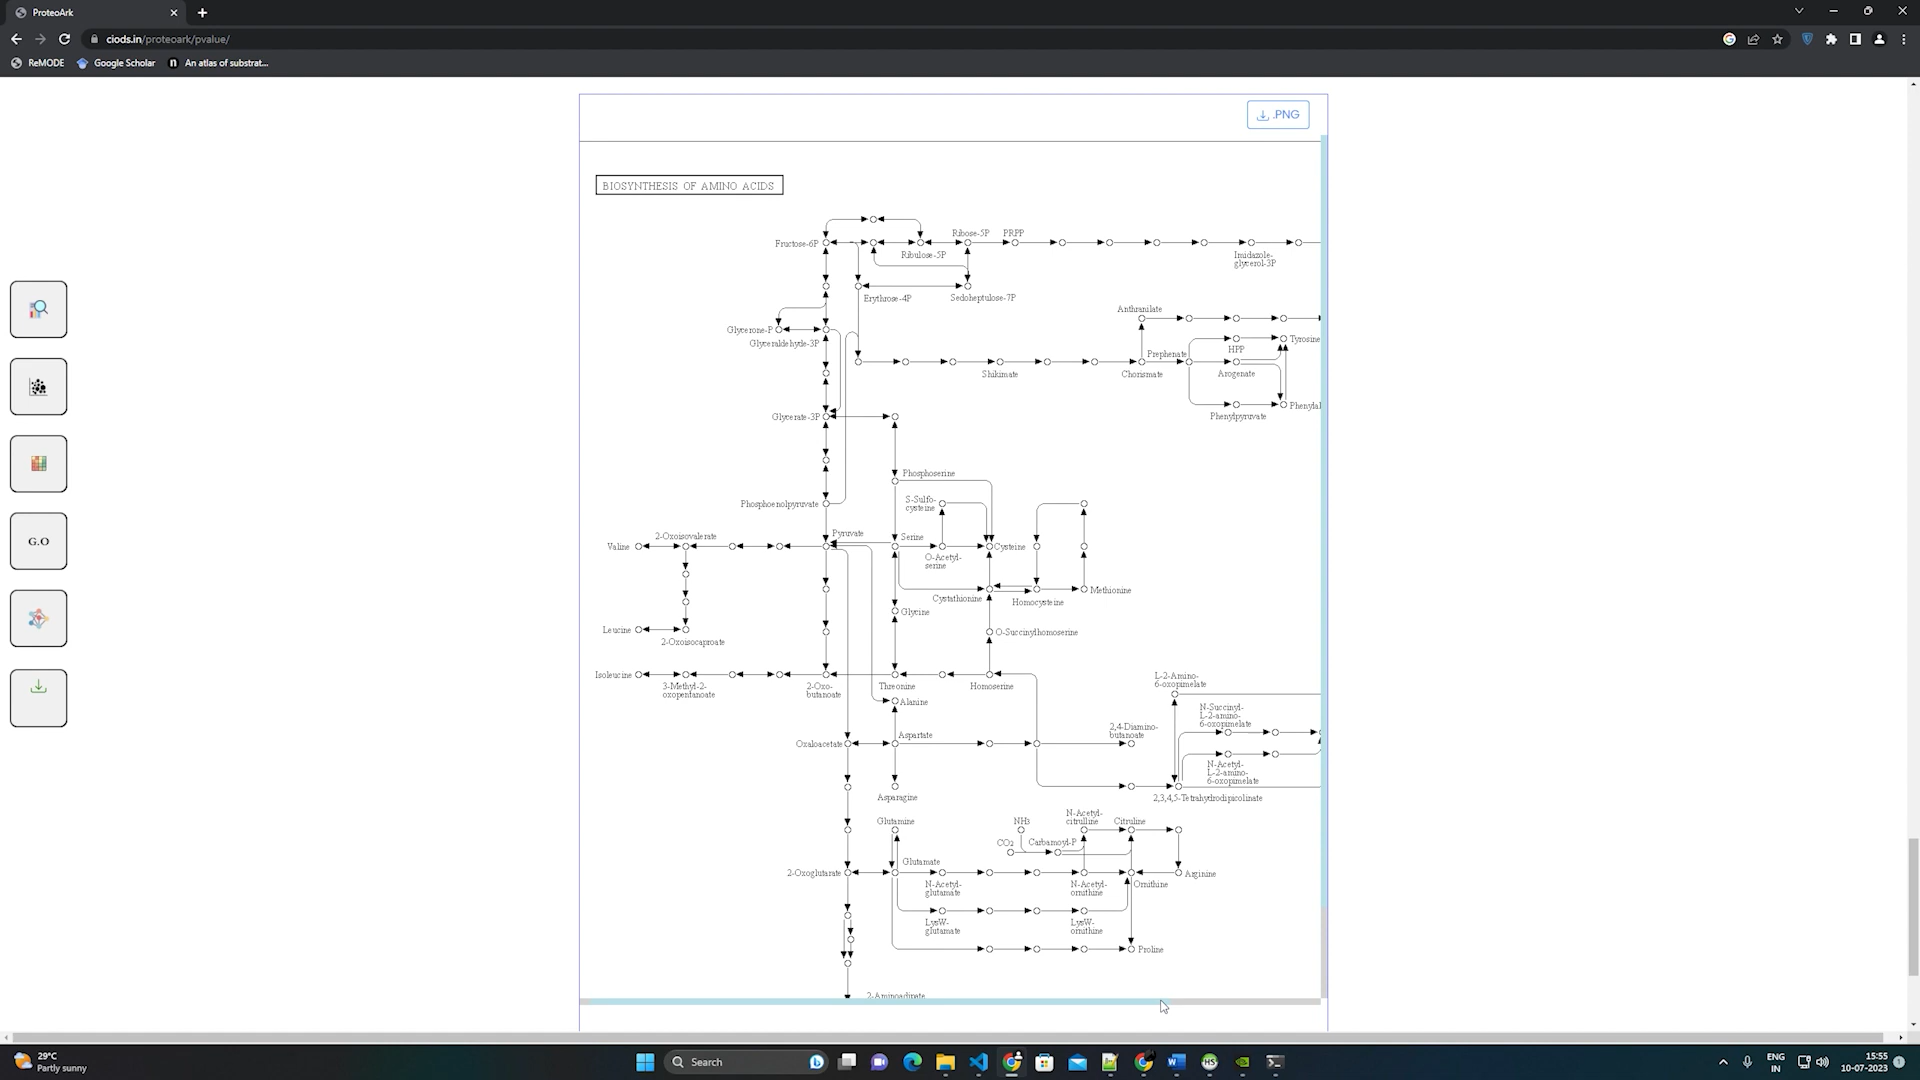 ProteoArk
ciods.in/proteoark/pvalue/
ReMODE
Google Scholar
An atlas of substrat...
.PNG
BIOSYNTHESIS OF AMINO ACIDS
Ribose-5P
PRPP
Fructose-6P
Ribulose-5P
Imidazole-
glycerol-3P
Erythrose-4P
Sedoheptulose-7P
Anthranilate
Glycerone-P
Glyceraldehyde-3P
Tyrosine
HPP
Prephenate
Shikimate
Chorismate
Arogenate
Phenylal
Phenylpyruvate
Glycerate-3P
Phosphoserine
S-Sulfo-
cysteine
Phosphoenolpyruvate
Pyruvate
2-Oxoisovalerate
Serine
Valine
Cysteine
O-Acetyl-
serine
G.O
Methionine
Cystathionine
Homocysteine
Glycine
Leucine
2-Oxoisocaproate
O-Succinylhomoserine
Isoleucine
3-Methyl-2-
oxopentanoate
2-Oxo-
butanoate
Threonine
Homoserine
L-2-Amino-
6-oxopimelate
Alanine
N-Succinyl-
L-2-amino-
6-oxopimelate
2,4-Diamino-
butanoate
Aspartate
Oxaloacetate
N-Acetyl-
L-2-amino-
6-oxopimelate
Asparagine
2,3,4,5-Tetrahydrodipicolinate
Glutamine
NH3
N-Acetyl-
citrulline
Citruline
CO2
Carbamoyl-P
Glutamate
2-Oxoglutarate
N-Acetyl-
glutamate
N-Acetyl-
ornithine
Ornithine
Arginine
LysW-
glutamate
LysW-
ornithine
Proline
2-Aminoadipate
29°C
Partly sunny
Search
ENG
IN
15:55
10-07-2023